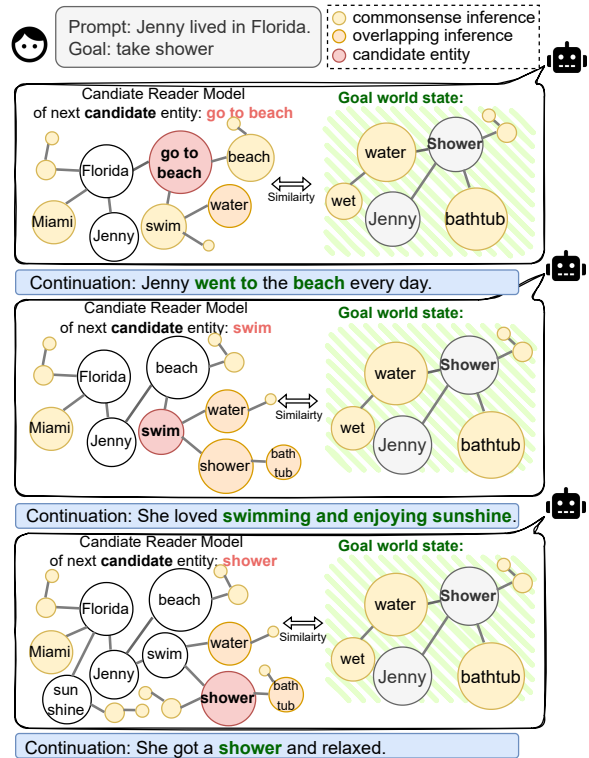 Prompt: Jenny lived in Florida.
Goal: take shower
commonsense inference
overlapping inference
candidate entity
Candiate Reader Model
of next candidate entity: go to beach
Goal world state:
Florida
go to
beach
beach
Miami
Jenny
swim
water
Similairty
water
Shower
wet
Jenny
bathtub
Continuation: Jenny went to the beach every day.
Candiate Reader Model
of next candidate entity: swim
Goal world state:
Florida
beach
Miami
Jenny
swim
water
shower
bath
tub
Similairty
water
Shower
wet
Jenny
bathtub
Continuation: She loved swimming and enjoying sunshine.
Candiate Reader Model
of next candidate entity: shower
Goal world state:
Florida
beach
Miami
Jenny
swim
water
sun
shine
shower
bath
tub
Similairty
water
Shower
wet
Jenny
bathtub
Continuation: She got a shower and relaxed.